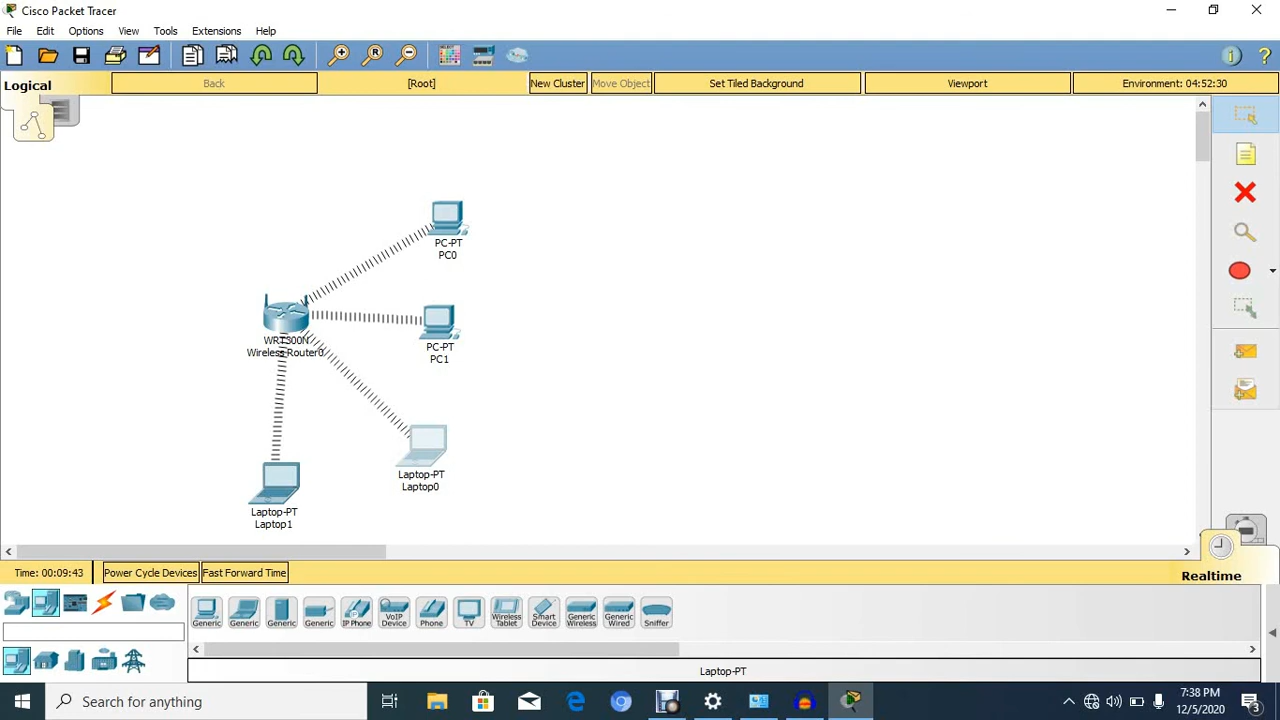 Cisco Packet Tracer
File Edit Options View Tools Extensions Help
Logical
Back
[Root]
New Cluster
Move Object
Set Tiled Background
Viewport
Environment: 04:52:30
PC-PT
PC0
WRT300N
Wireless Router0
PC-PT
PC1
Laptop-PT
Laptop0
Laptop-PT
Laptop1
Time: 00:09:43
Power Cycle Devices
Fast Forward Time
Realtime
Generic
Generic
Generic
Generic
IP Phone
VoIP
Device
Phone
TV
Wireless
Tablet
Smart
Device
Generic
Wireless
Generic
Wired
Sniffer
Laptop-PT
Search for anything
7:38 PM
12/5/2020
3